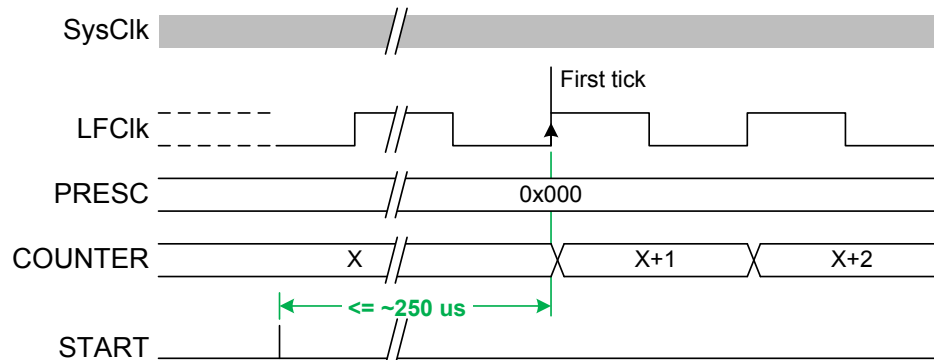 SysClk
First tick
LFClk
PRESC
0x000
COUNTER
X
X+1
X+2
<= ~250 us
START